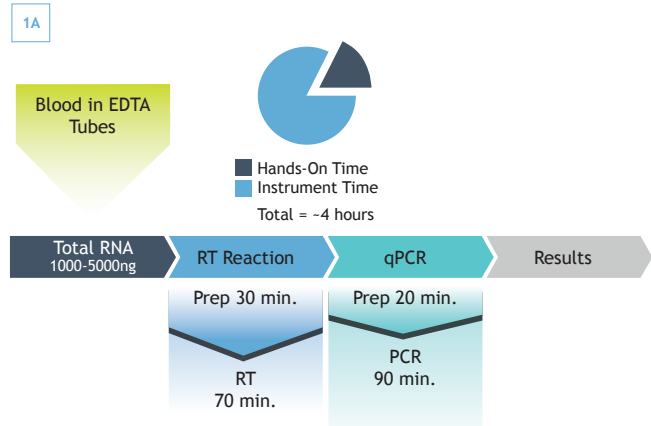 1A
Blood in EDTA
Tubes
Hands-On Time
Instrument Time
Total = ~4 hours
Total RNA
1000-5000ng
RT Reaction
qPCR
Results
Prep 30 min.
Prep 20 min.
RT
70 min.
PCR
90 min.